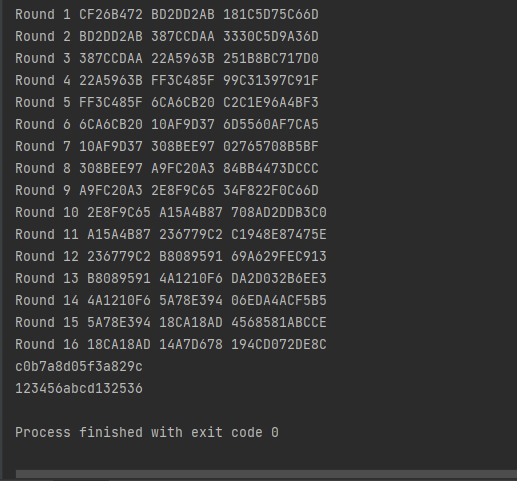 Round 1 CF26B472 BD2DD2AB 181C5D75C66D
Round 2 BD2DD2AB 387CCDAA 3330C5D9A36D
Round 3 387CCDAA 22A5963B 251B8BC717D0
Round 4 22A5963B FF3C485F 99C31397C91F
Round 5 FF3C485F 6CA6CB20 C2C1E96A4BF3
Round 6 6CA6CB20 10AF9D37 6D5560AF7CA5
Round 7 10AF9D37 308BEE97 02765708B5BF
Round 8 308BEE97 A9FC20A3 84BB4473DCCC
Round 9 A9FC20A3 2E8F9C65 34F822F0C66D
Round 10 2E8F9C65 A15A4B87 708AD2DDB3C0
Round 11 A15A4B87 236779C2 C1948E87475E
Round 12 236779C2 B8089591 69A629FEC913
Round 13 B8089591 4A1210F6 DA2D032B6EE3
Round 14 4A1210F6 5A78E394 06EDA4ACF5B5
Round 15 5A78E394 18CA18AD 4568581ABCCE
Round 16 18CA18AD 14A7D678 194CD072DE8C
c0b7a8d05f3a829c
123456abcd132536
Process finished with exit code 0